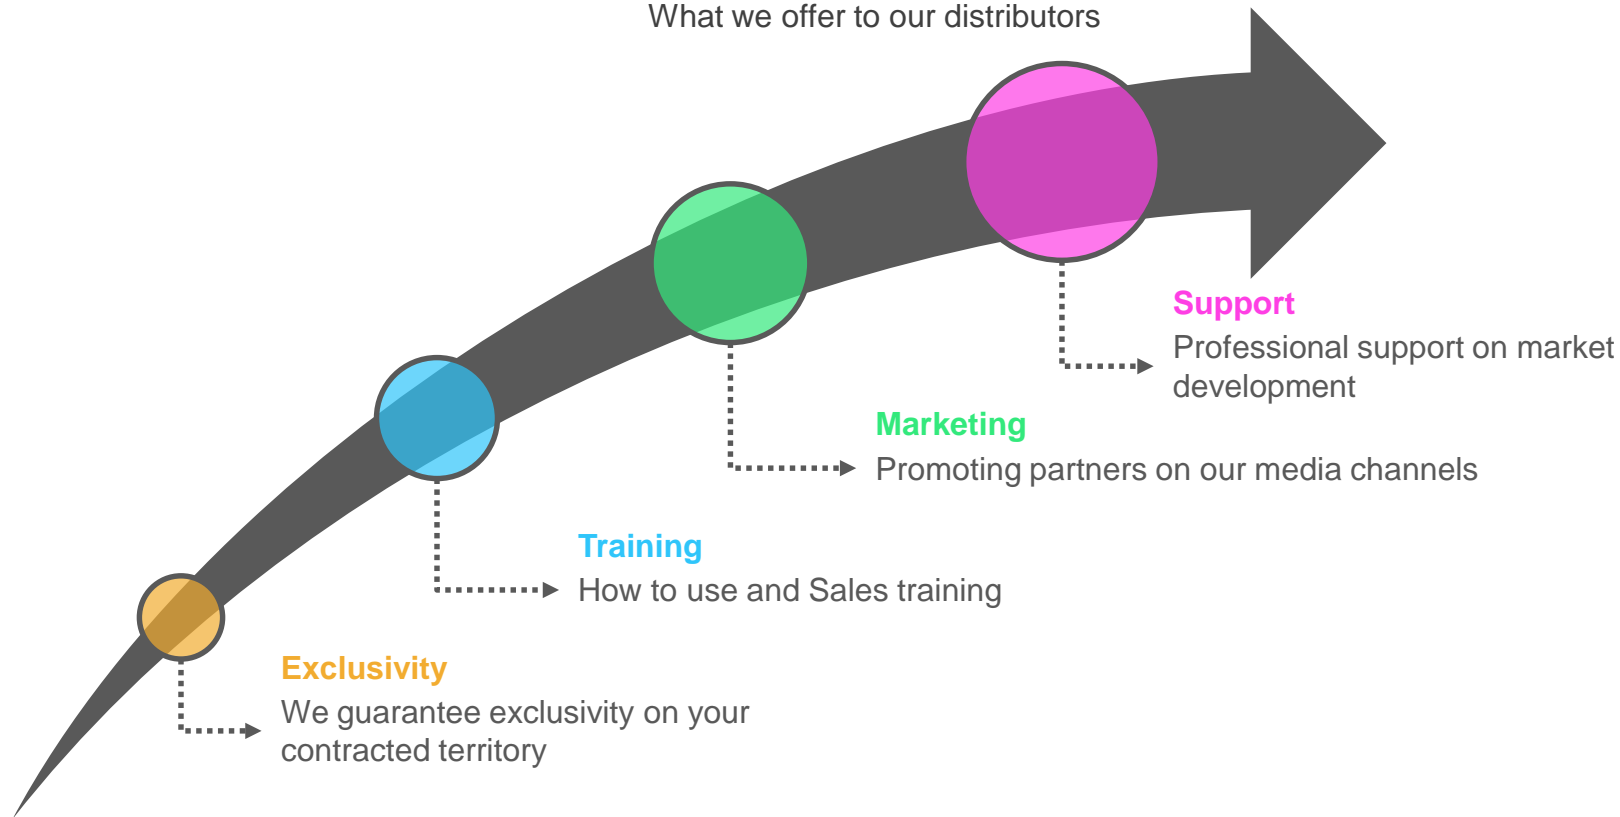 What we offer to our distributors
Support
Professional support on market
development
Marketing
Promoting partners on our media channels
Training
How to use and Sales training
Exclusivity
We guarantee exclusivity on your
contracted territory